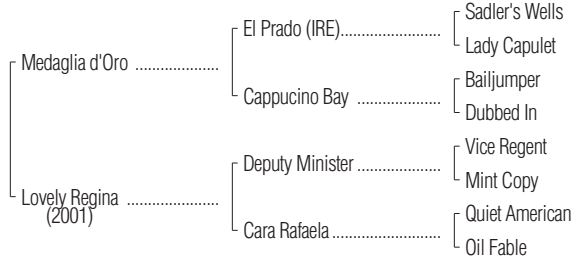 Sadler's Wells
El Prado (IRE)........................
Lady Capulet
Medaglia d'Oro ....................
Bailjumper
Cappucino Bay ....................
Dubbed In
Vice Regent
Deputy Minister ....................
Mint Copy
Lovely Regina ......................
(2001)
Quiet American
Cara Rafaela..........................
Oil Fable